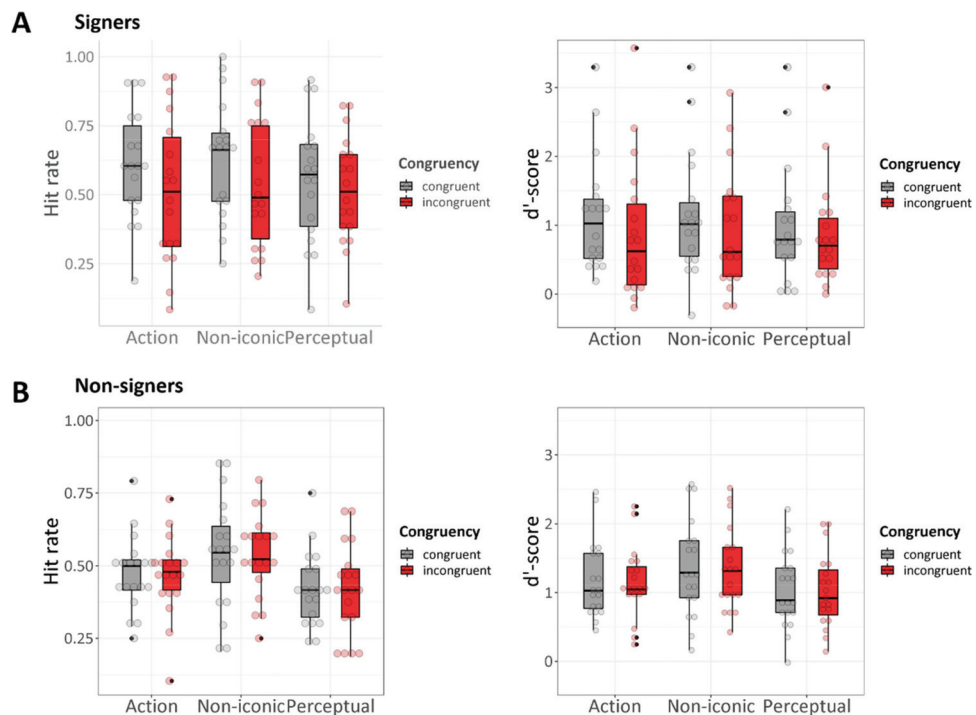 A Signers
Hit rate
1.00
0.75
0.50
0.25
Action Non-iconic Perceptual
Congruency
congruent
incongruent
d'-score
3
2
1
0
Action Non-iconic Perceptual
Congruency
congruent
incongruent
B Non-signers
Hit rate
1.00
0.75
0.50
0.25
Action Non-iconic Perceptual
Congruency
congruent
incongruent
d'-score
3
2
1
0
Action Non-iconic Perceptual
Congruency
congruent
incongruent